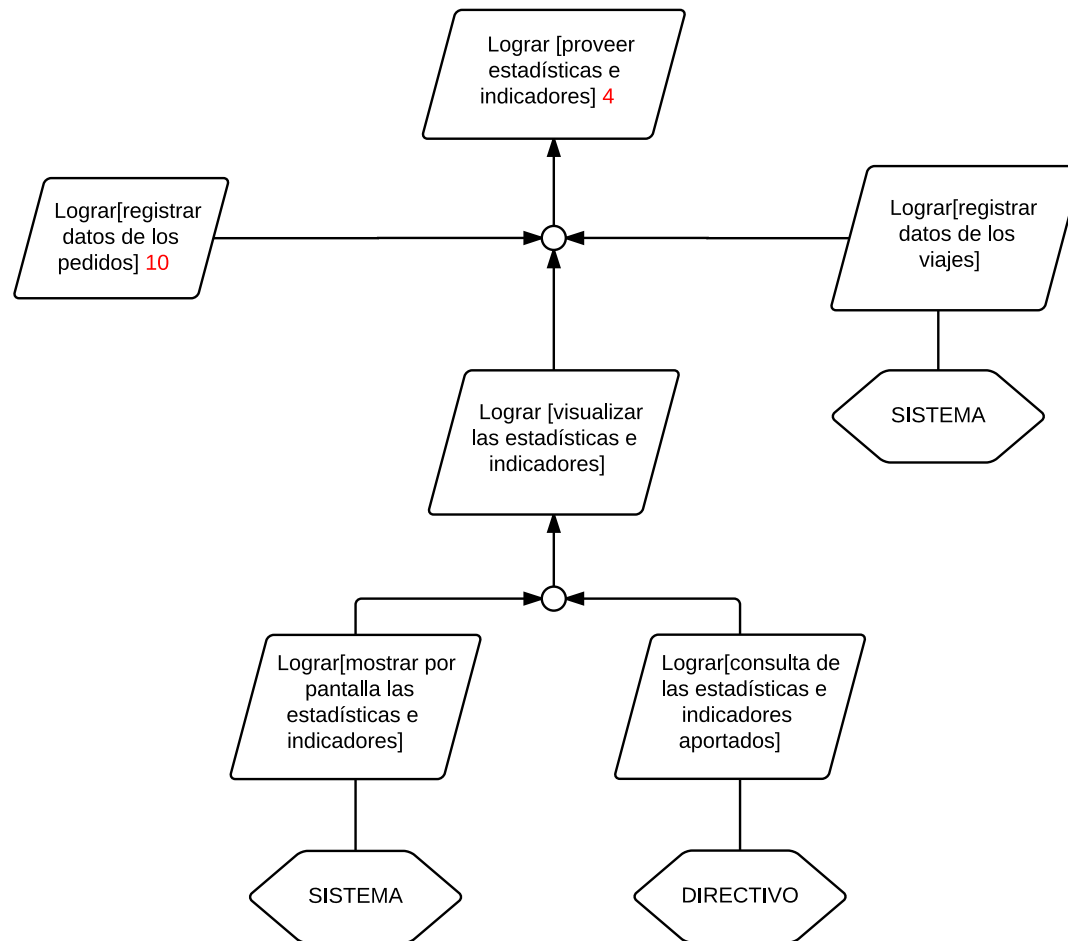 Lograr [proveer
estadísticas e
indicadores] 4
Lograr[registrar
datos de los
pedidos] 10
Lograr[registrar
datos de los
viajes]
Lograr [visualizar
las estadísticas e
indicadores]
SISTEMA
Lograr[mostrar por
pantalla las
estadísticas e
indicadores]
Lograr[consulta de
las estadísticas e
indicadores
aportados]
SISTEMA
DIRECTIVO